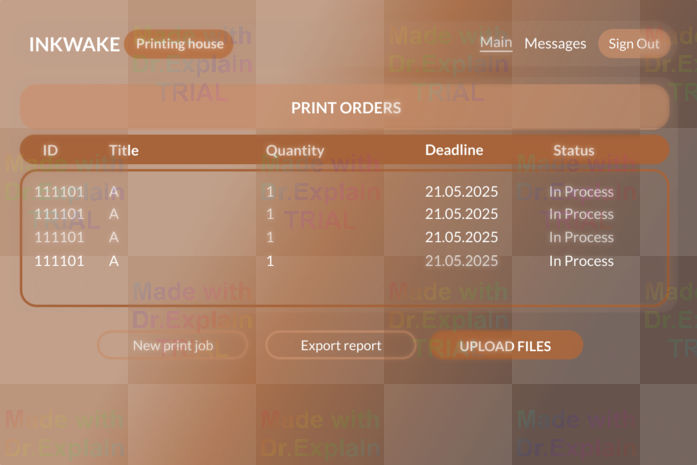 INKWAKE Printing house Main Messages Sign Out
PRINT ORDERS
ID Title Quantity Deadline Status
111101 A 1 21.05.2025 In Process
111101 A 1 21.05.2025 In Process
111101 A 1 21.05.2025 In Process
111101 A 1 21.05.2025 In Process
New print job Export report UPLOAD FILES
Made with
Dr.Explain
TRIAL